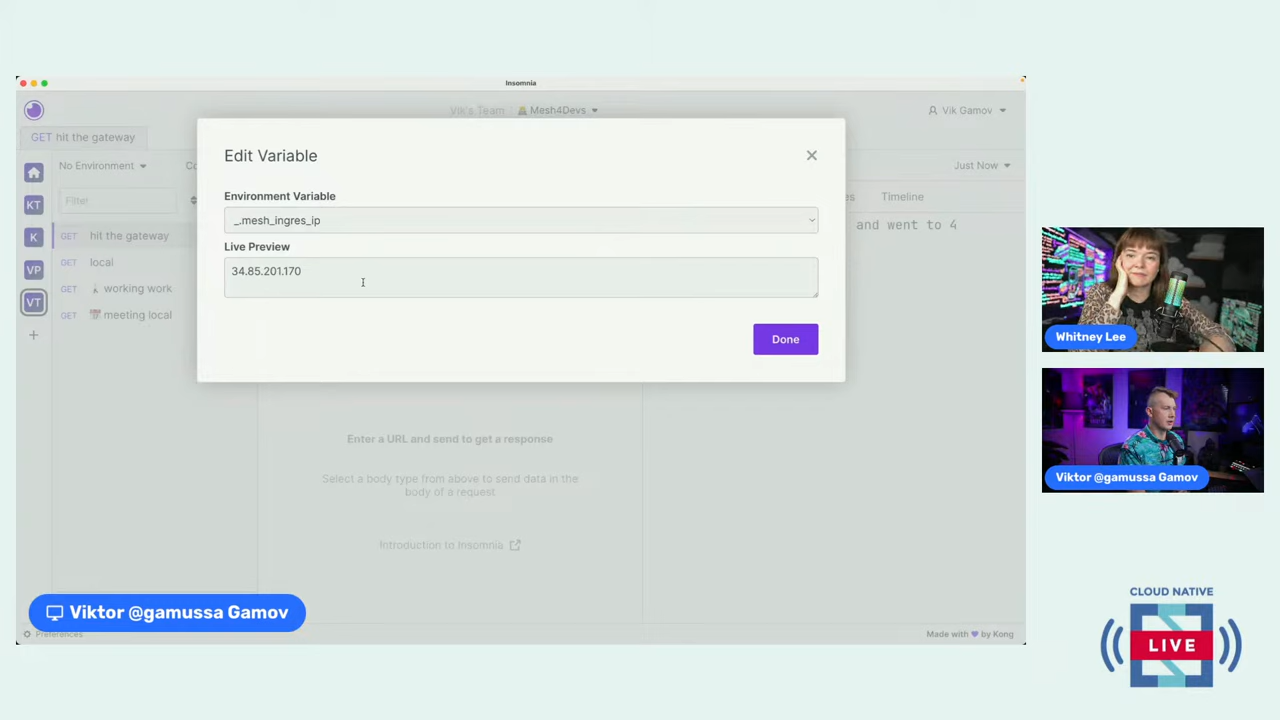 Insomnia
Vik's Team
Mesh4Devs
Vik Gamov
GET hit the gateway
Edit Variable
No Environment
Just Now
Environment Variable
Timeline
_.mesh_ingres_ip
Filter
KT
and went to 4
K
GET hit the gateway
Live Preview
GET local
34.85.201.170
VP
GET working work
VT
GET meeting local
Done
Whitney Lee
Enter a URL and send to get a response
Select a body type from above to send data in the
body of a request
Viktor @gamussa Gamov
Introduction to Insomnia
Viktor @gamussa Gamov
Preferences
Made with 💜 by Kong
CLOUD NATIVE
LIVE